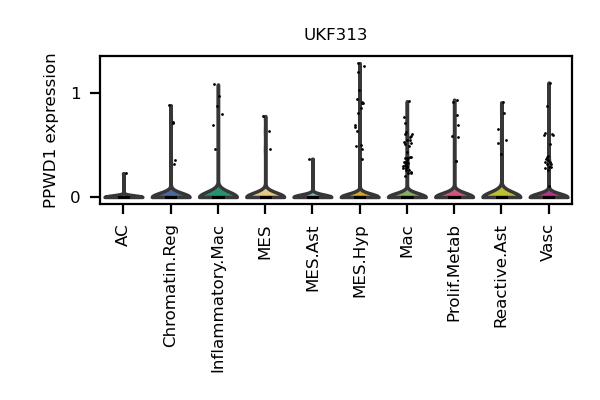 UKF313
PPWD1 expression
1
0
AC
Chromatin.Reg
Inflammatory.Mac
MES
MES.Ast
MES.Hyp
Mac
Prolif.Metab
Reactive.Ast
Vasc